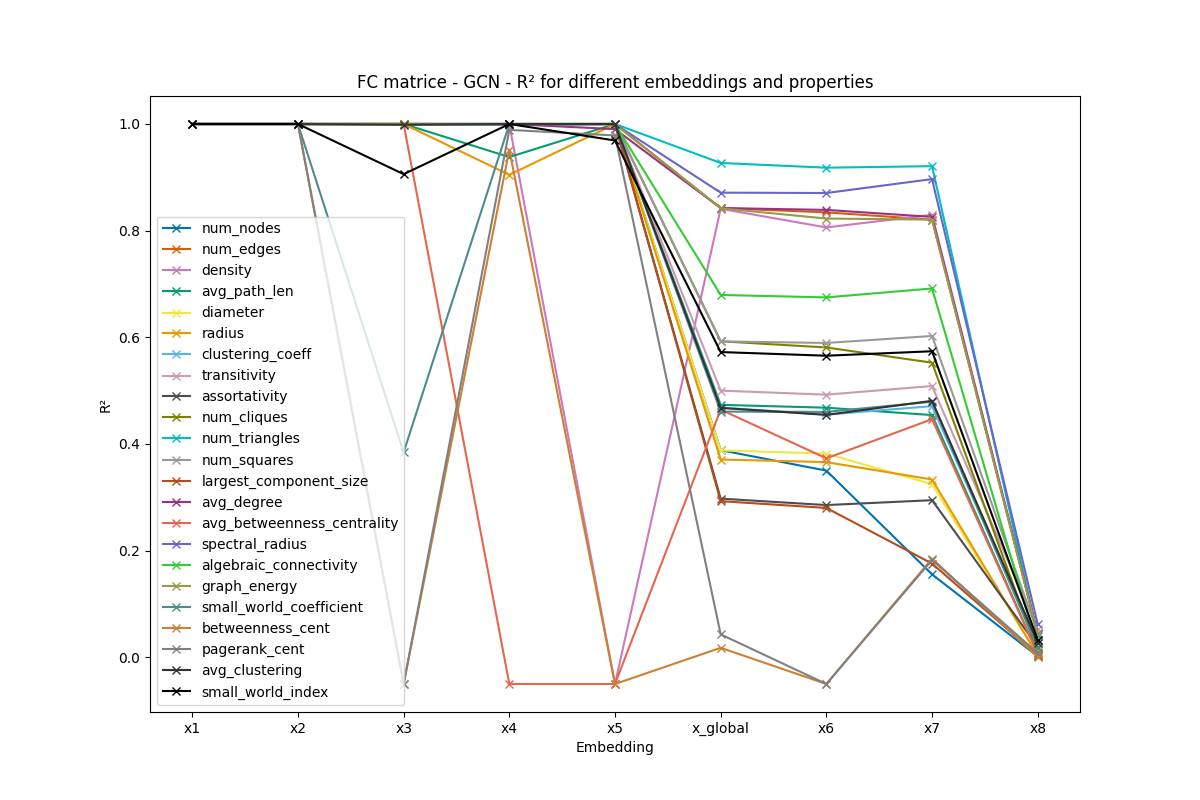 FC matrice - GCN - R² for different embeddings and properties
1.0
0.8
0.6
0.4
0.2
0.0
R²
num_nodes
num_edges
density
avg_path_len
diameter
radius
clustering_coeff
transitivity
assortativity
num_cliques
num_triangles
num_squares
largest_component_size
avg_degree
avg_betweenness_centrality
spectral_radius
algebraic_connectivity
graph_energy
small_world_coefficient
betweenness_cent
pagerank_cent
avg_clustering
small_world_index
x1 x2 x3 x4 x5 x_global x6 x7 x8
Embedding